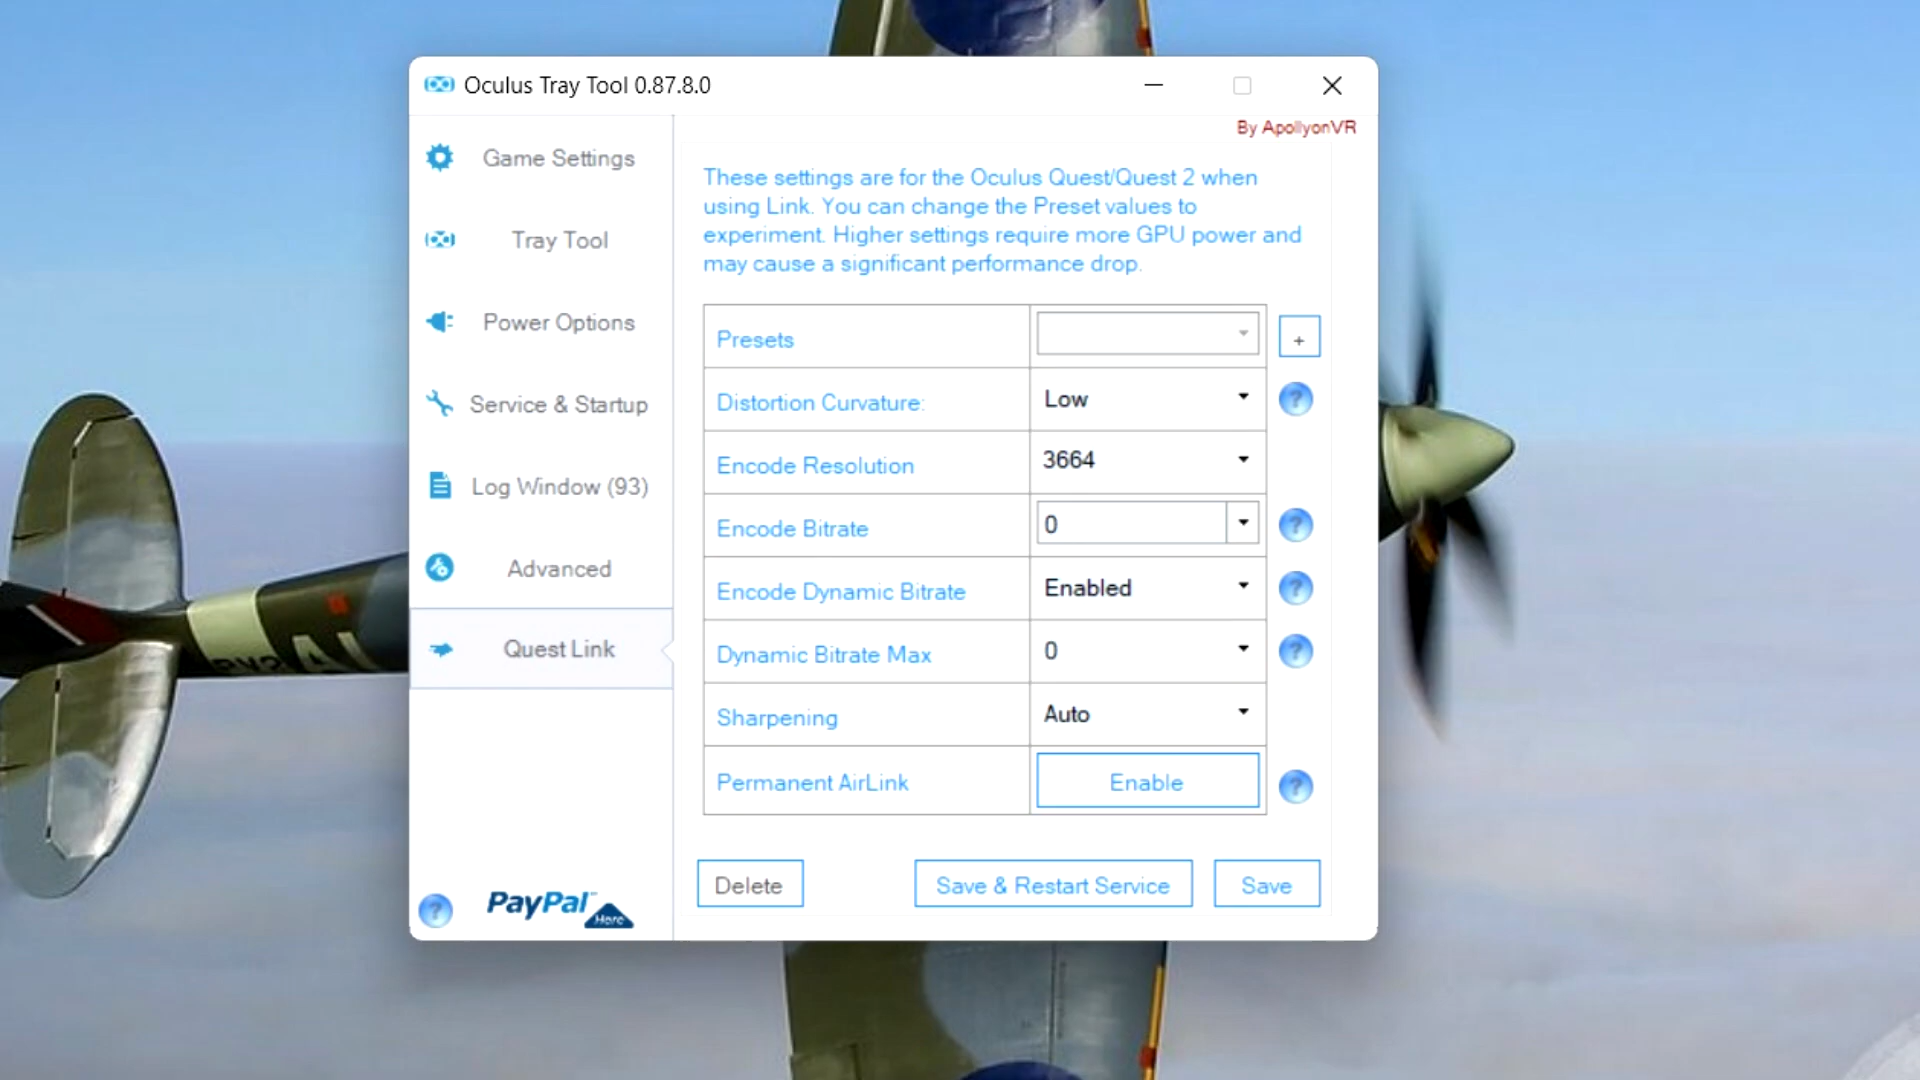 Oculus Tray Tool 0.87.8.0
By ApollyonVR
Game Settings
Tray Tool
Power Options
Service & Startup
Log Window (93)
Advanced
Quest Link
PayPal
Here
These settings are for the Oculus Quest/Quest 2 when
using Link. You can change the Preset values to
experiment. Higher settings require more GPU power and
may cause a significant performance drop.
Presets
+
Distortion Curvature: Low ?
Encode Resolution 3664
Encode Bitrate 0 ?
Encode Dynamic Bitrate Enabled ?
Dynamic Bitrate Max 0 ?
Sharpening Auto
Permanent AirLink Enable ?
Delete Save & Restart Service Save
?